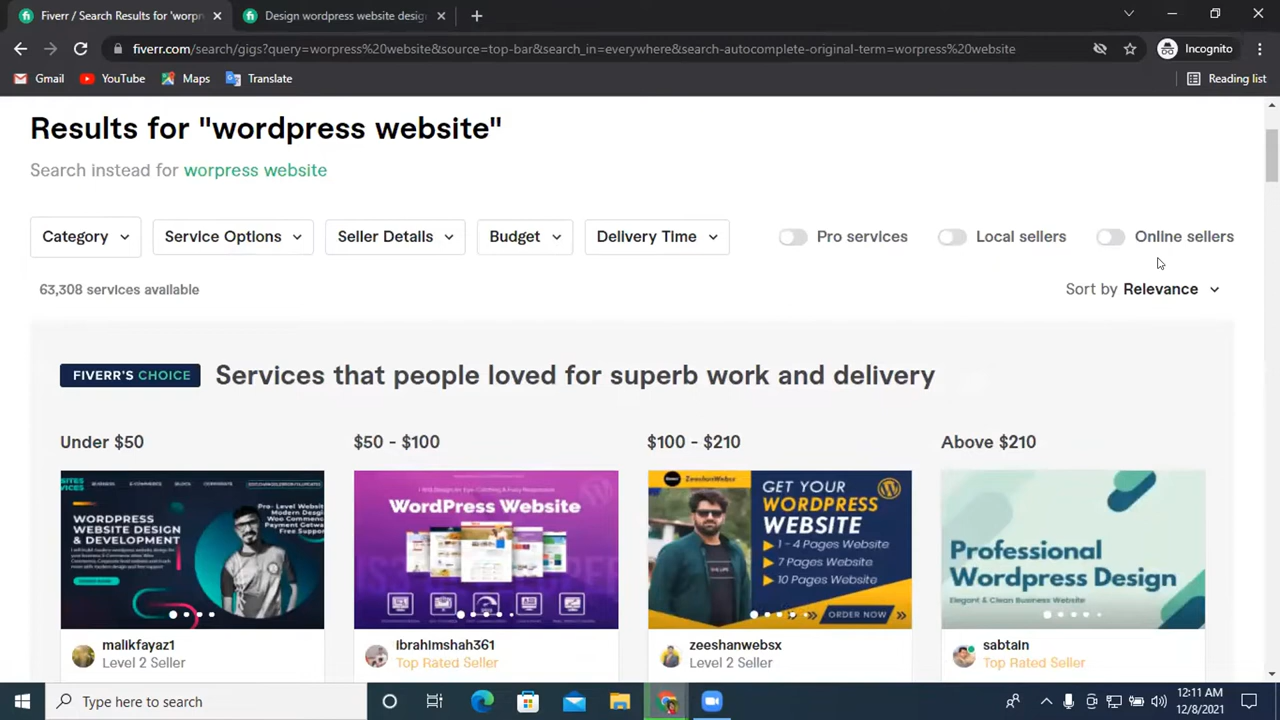 Fiverr / Search Results for 'worpr
Design wordpress website desig
fiverr.com/search/gigs?query=worpress%20website&source=top-bar&search_in=everywhere&search-autocomplete-original-term=worpress%20website
Incognito
Gmail
YouTube
Maps
Translate
Reading list
Results for "wordpress website"
Search instead for worpress website
Category
Service Options
Seller Details
Budget
Delivery Time
Pro services
Local sellers
Online sellers
63,308 services available
Sort by Relevance
FIVERR'S CHOICE
Services that people loved for superb work and delivery
Under $50
$50 - $100
$100 - $210
Above $210
WORDPRESS
WEBSITE DESIGN
& DEVELOPMENT
WordPress Website
GET YOUR
WORDPRESS
WEBSITE
1 - 4 Pages Website
7 Pages Website
10 Pages Website
ORDER NOW
ZeeshanWebsx
Professional
Wordpress Design
Elegant & Clean Business Website
malikfayaz1
Level 2 Seller
ibrahimshah361
Top Rated Seller
zeeshanwebsx
Level 2 Seller
sabtain
Top Rated Seller
Type here to search
12:11 AM
12/8/2021